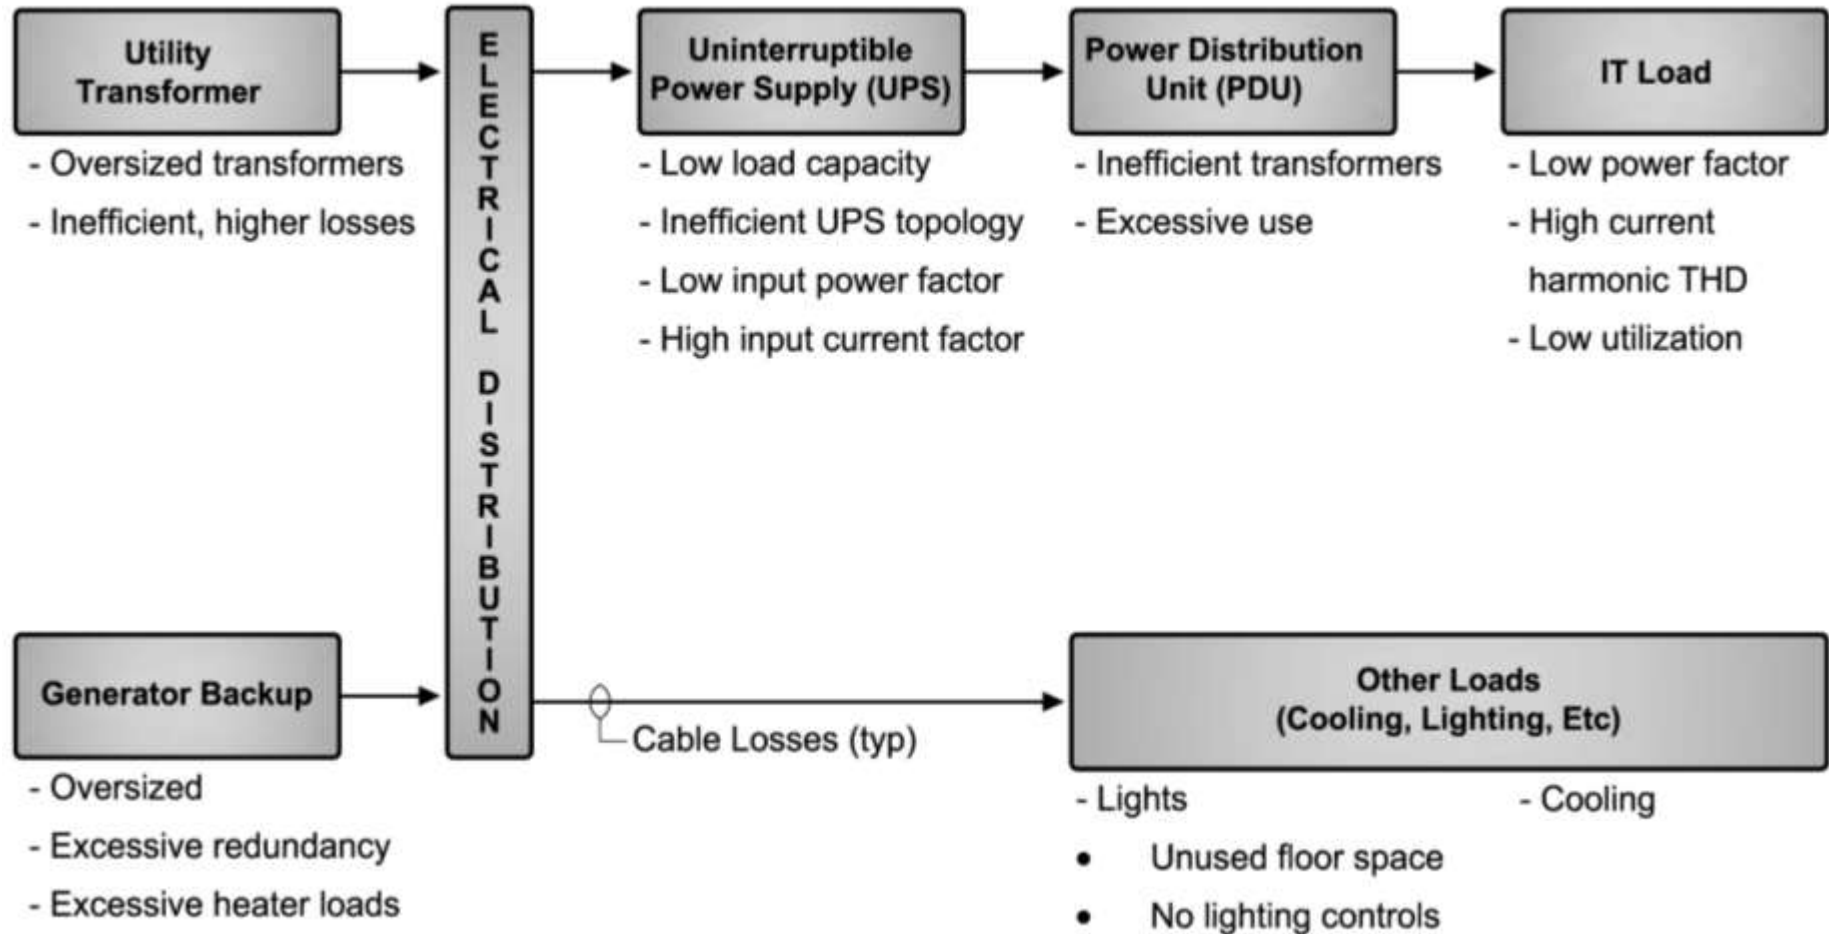 Utility
Transformer
- Oversized transformers
- Inefficient, higher losses
ELECTRICAL DISTRIBUTION
Uninterruptible
Power Supply (UPS)
- Low load capacity
- Inefficient UPS topology
- Low input power factor
- High input current factor
Power Distribution
Unit (PDU)
- Inefficient transformers
- Excessive use
IT Load
- Low power factor
- High current
harmonic THD
- Low utilization
Generator Backup
- Oversized
- Excessive redundancy
- Excessive heater loads
Cable Losses (typ)
Other Loads
(Cooling, Lighting, Etc)
- Lights
• Unused floor space
• No lighting controls
- Cooling